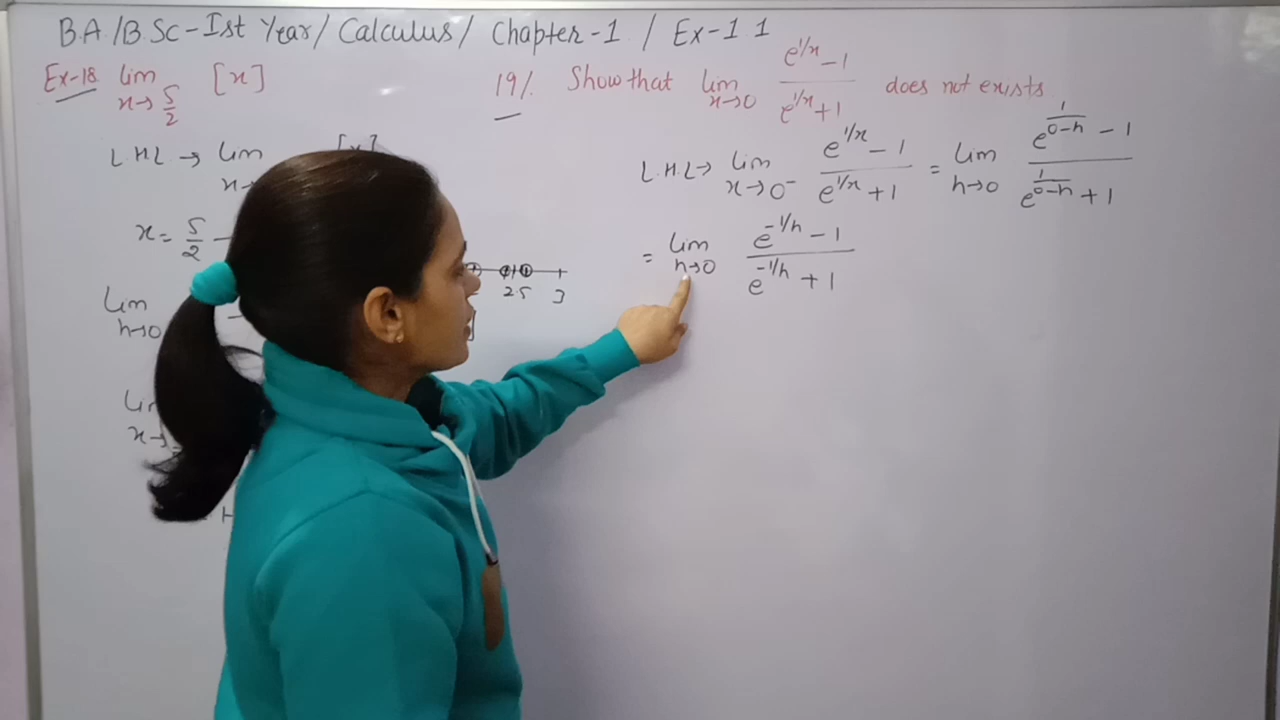 B.A./B.Sc-Ist Year/Calculus/ Chapter-1 / Ex-1.1
Ex-18 lim x→5/2 [x]
L.H.L → lim x→ [x]
x = 5/2 -
2.5 3
lim h→0 -
lim x→
19/. Show that lim x→0 (e^{1/x} - 1)/(e^{1/x} + 1) does not exists
L.H.L → lim x→0⁻ (e^{1/x} - 1)/(e^{1/x} + 1) = lim h→0 (e^{1/(0-h)} - 1)/(e^{1/(0-h)} + 1)
= lim h→0 (e^{-1/h} - 1)/(e^{-1/h} + 1)